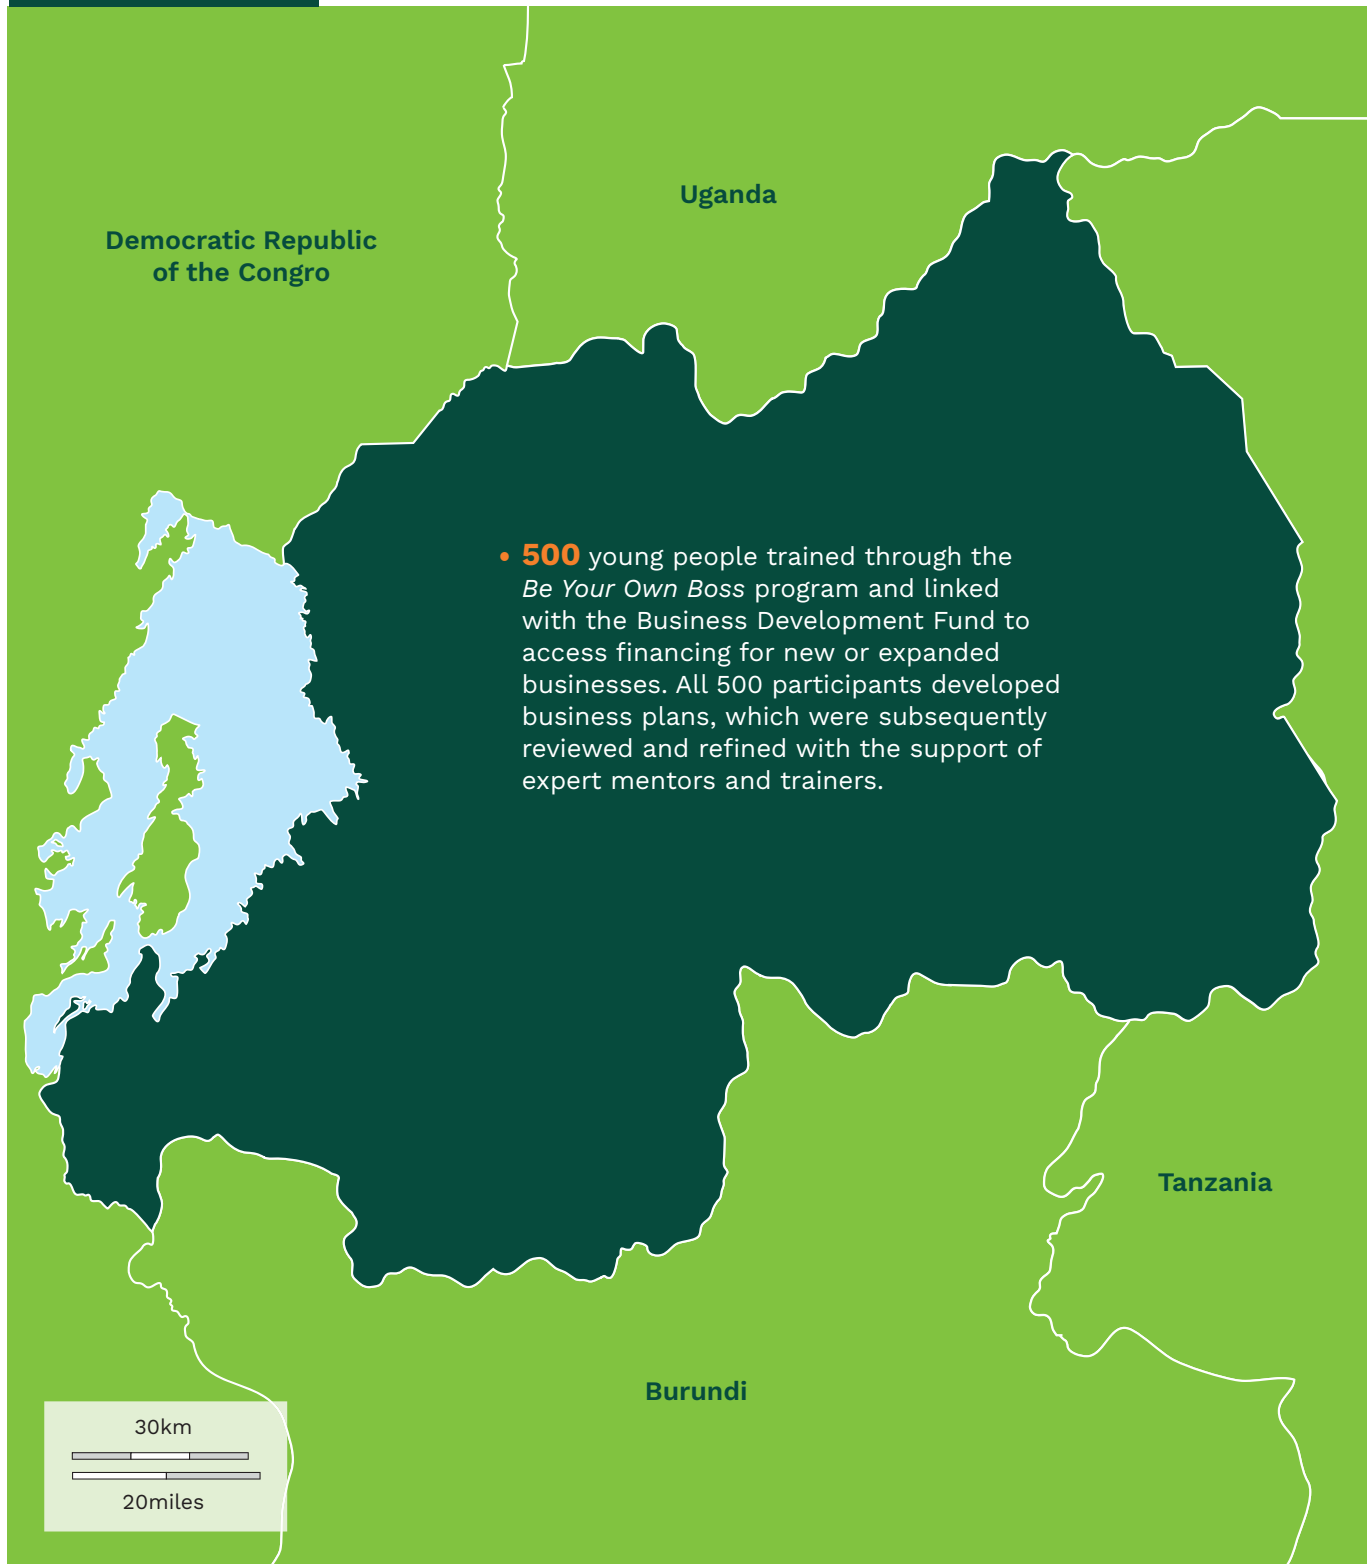 Uganda
Democratic Republic
of the Congro
• 500 young people trained through the
Be Your Own Boss program and linked
with the Business Development Fund to
access financing for new or expanded
businesses. All 500 participants developed
business plans, which were subsequently
reviewed and refined with the support of
expert mentors and trainers.
Tanzania
Burundi
30km
20miles